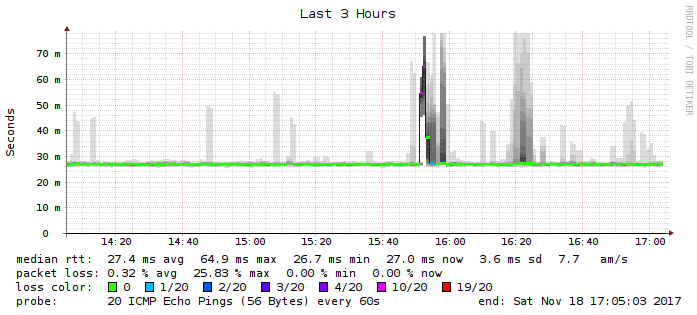 Last 3 Hours
RRDTOOL / TOBI OETIKER
Seconds
70 m
60 m
50 m
40 m
30 m
20 m
10 m
0
14:20 14:40 15:00 15:20 15:40 16:00 16:20 16:40 17:00
median rtt: 27.4 ms avg 64.9 ms max 26.7 ms min 27.0 ms now 3.6 ms sd 7.7 am/s
packet loss: 0.32 % avg 25.83 % max 0.00 % min 0.00 % now
loss color: 0 1/20 2/20 3/20 4/20 10/20 19/20
probe: 20 ICMP Echo Pings (56 Bytes) every 60s end: Sat Nov 18 17:05:03 2017